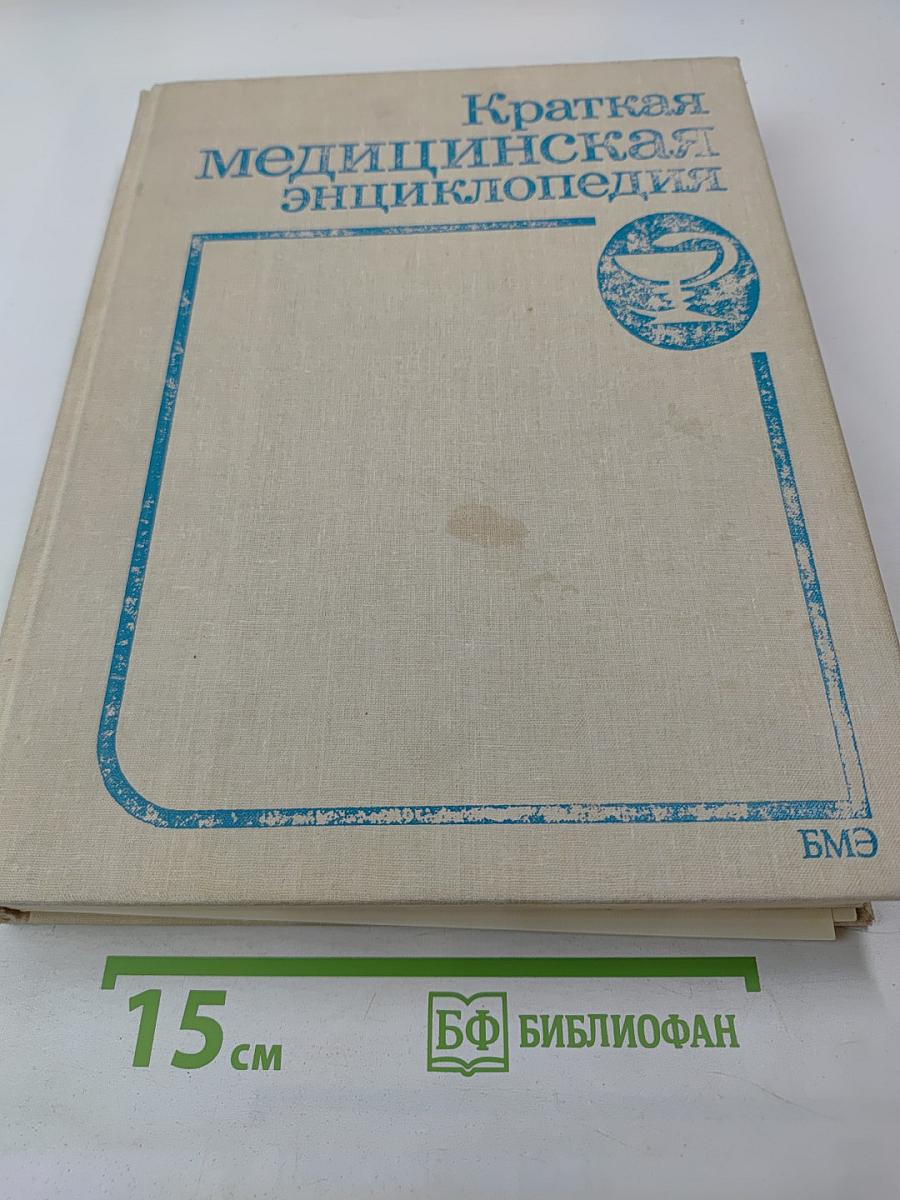 Краткая
медицинская
энциклопедия
БМЭ
15 см
БФ БИБЛИОФАН